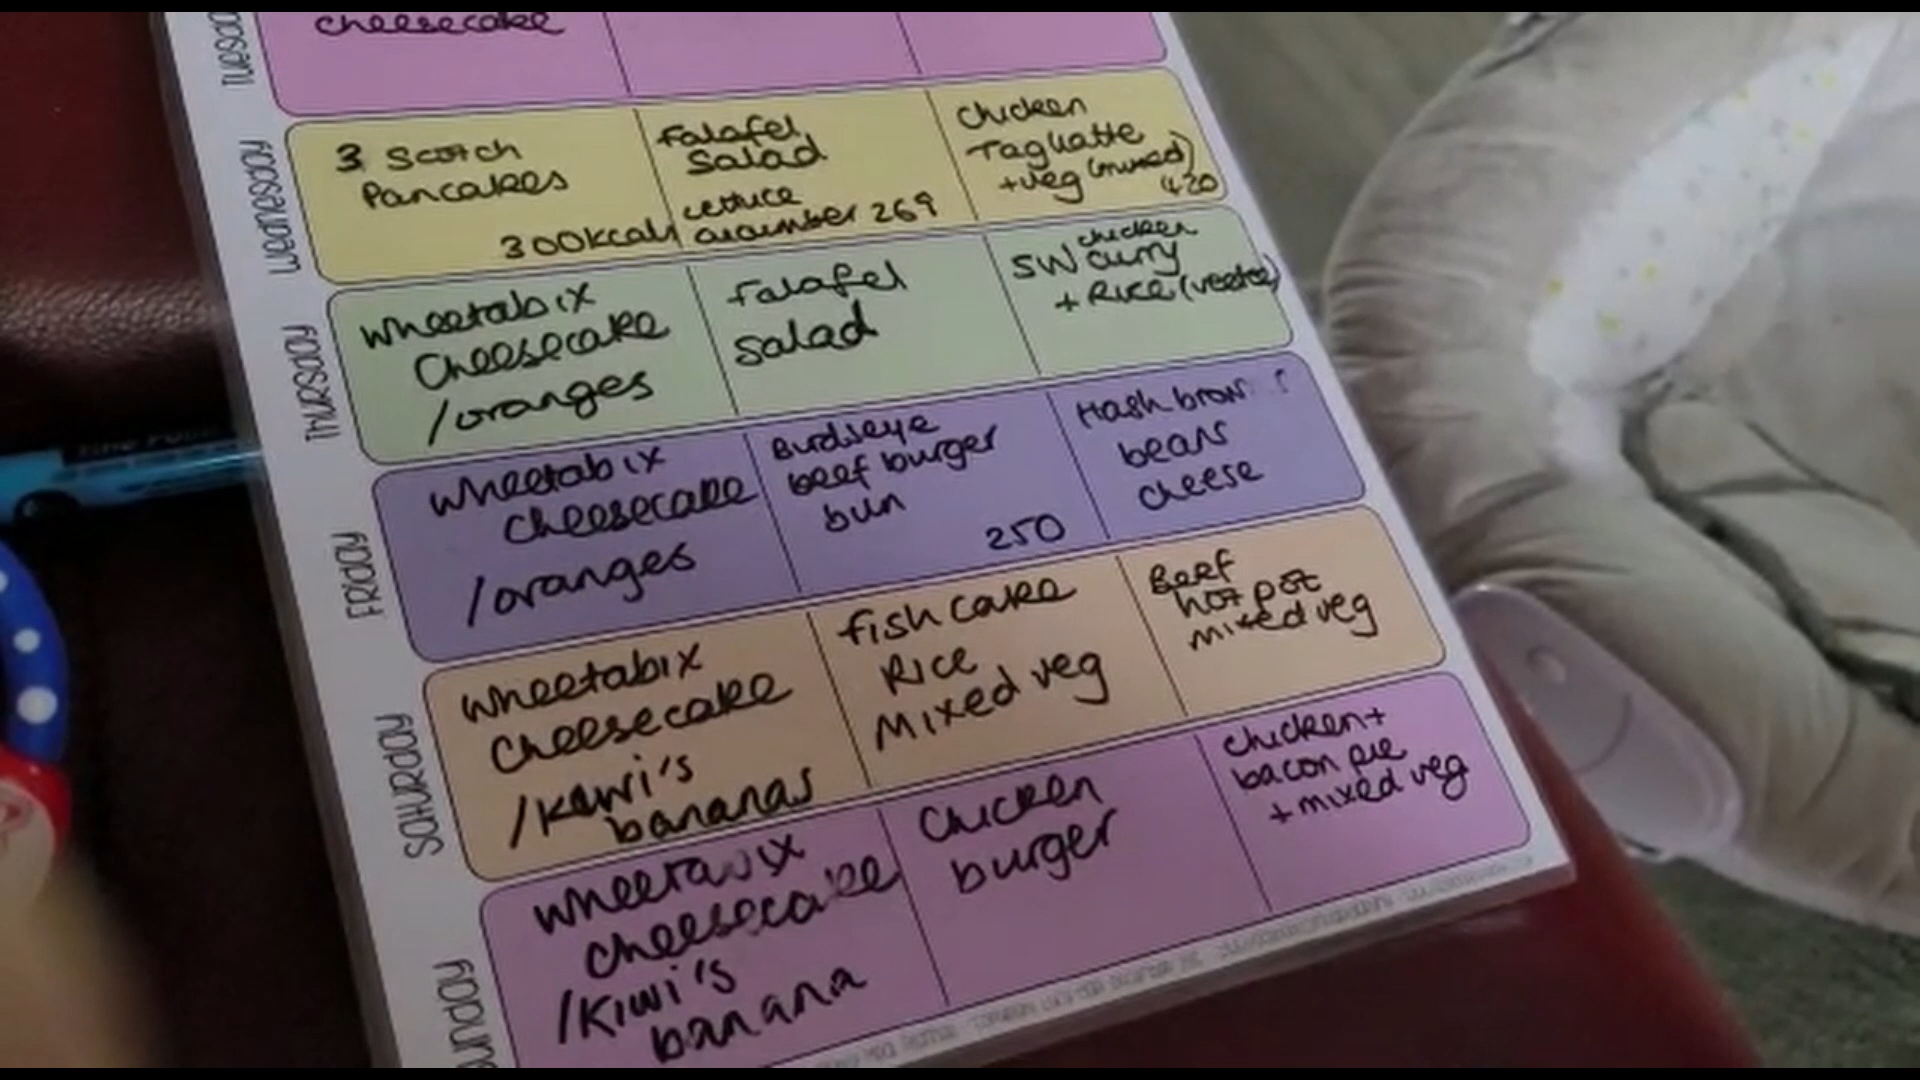 Tuesday
cheesecake
Wednesday
3 Scotch
Pancakes
300kcals
Falafel
Salad
Lettuce
cucumber 269
Chicken
Tagliatte
+ veg (mixed)
420
Thursday
Wheetabix
Cheesecake
/oranges
Falafel
Salad
SW chicken
curry
+ Rice (veetee)
Friday
Wheetabix
Cheesecake
/oranges
Birdseye
beef burger
bun
250
Hash browns
beans
cheese
Saturday
Wheetabix
Cheesecake
/Kiwi's
bananas
fish cake
Rice
Mixed veg
Beef
hot pot
mixed veg
Sunday
Wheetabix
Cheesecake
/Kiwi's
banana
Chicken
burger
Chicken +
bacon pie
+ mixed veg